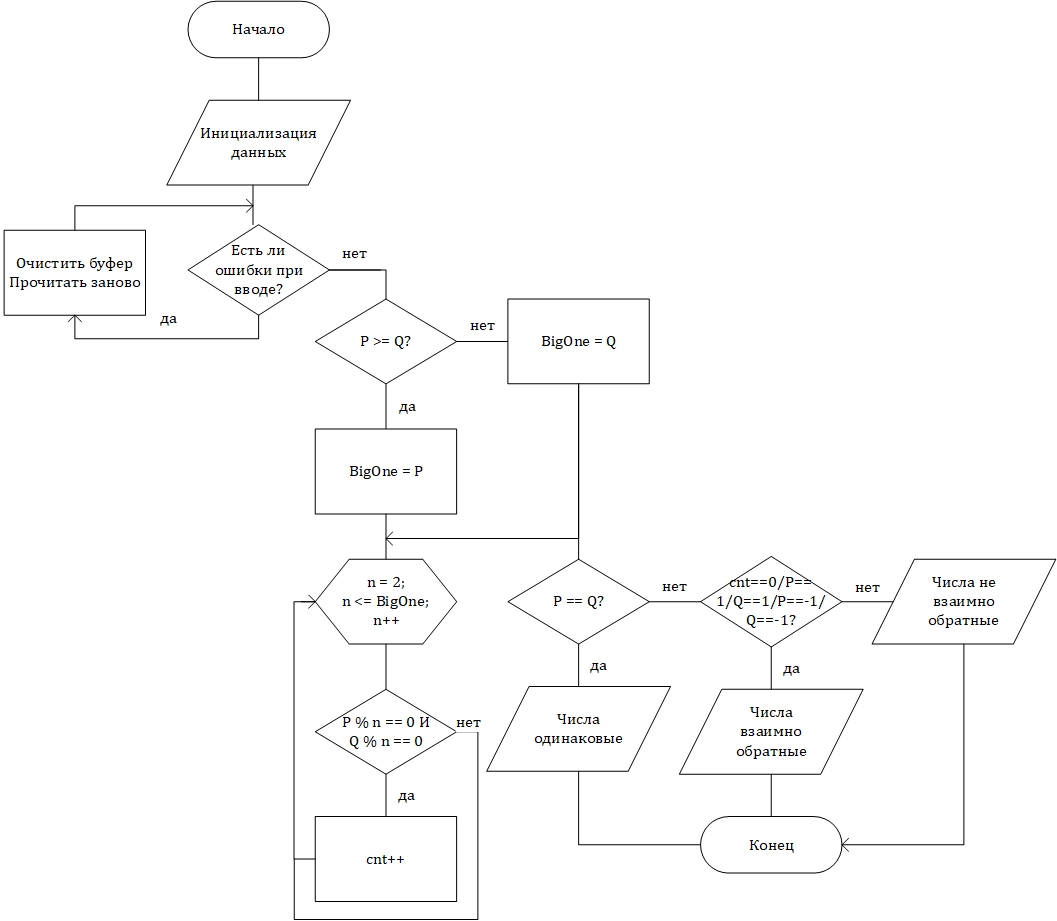 Начало
Инициализация
данных
Есть ли
ошибки при
вводе?
нет
Очистить буфер
Прочитать заново
да
P >= Q?
нет
BigOne = Q
да
BigOne = P
n = 2;
n <= BigOne;
n++
P == Q?
нет
cnt==0/P==
1/Q==1/P==-1/
Q==-1?
нет
Числа не
взаимно
обратные
да
да
P % n == 0 И
Q % n == 0
нет
Числа
одинаковые
Числа
взаимно
обратные
да
cnt++
Конец